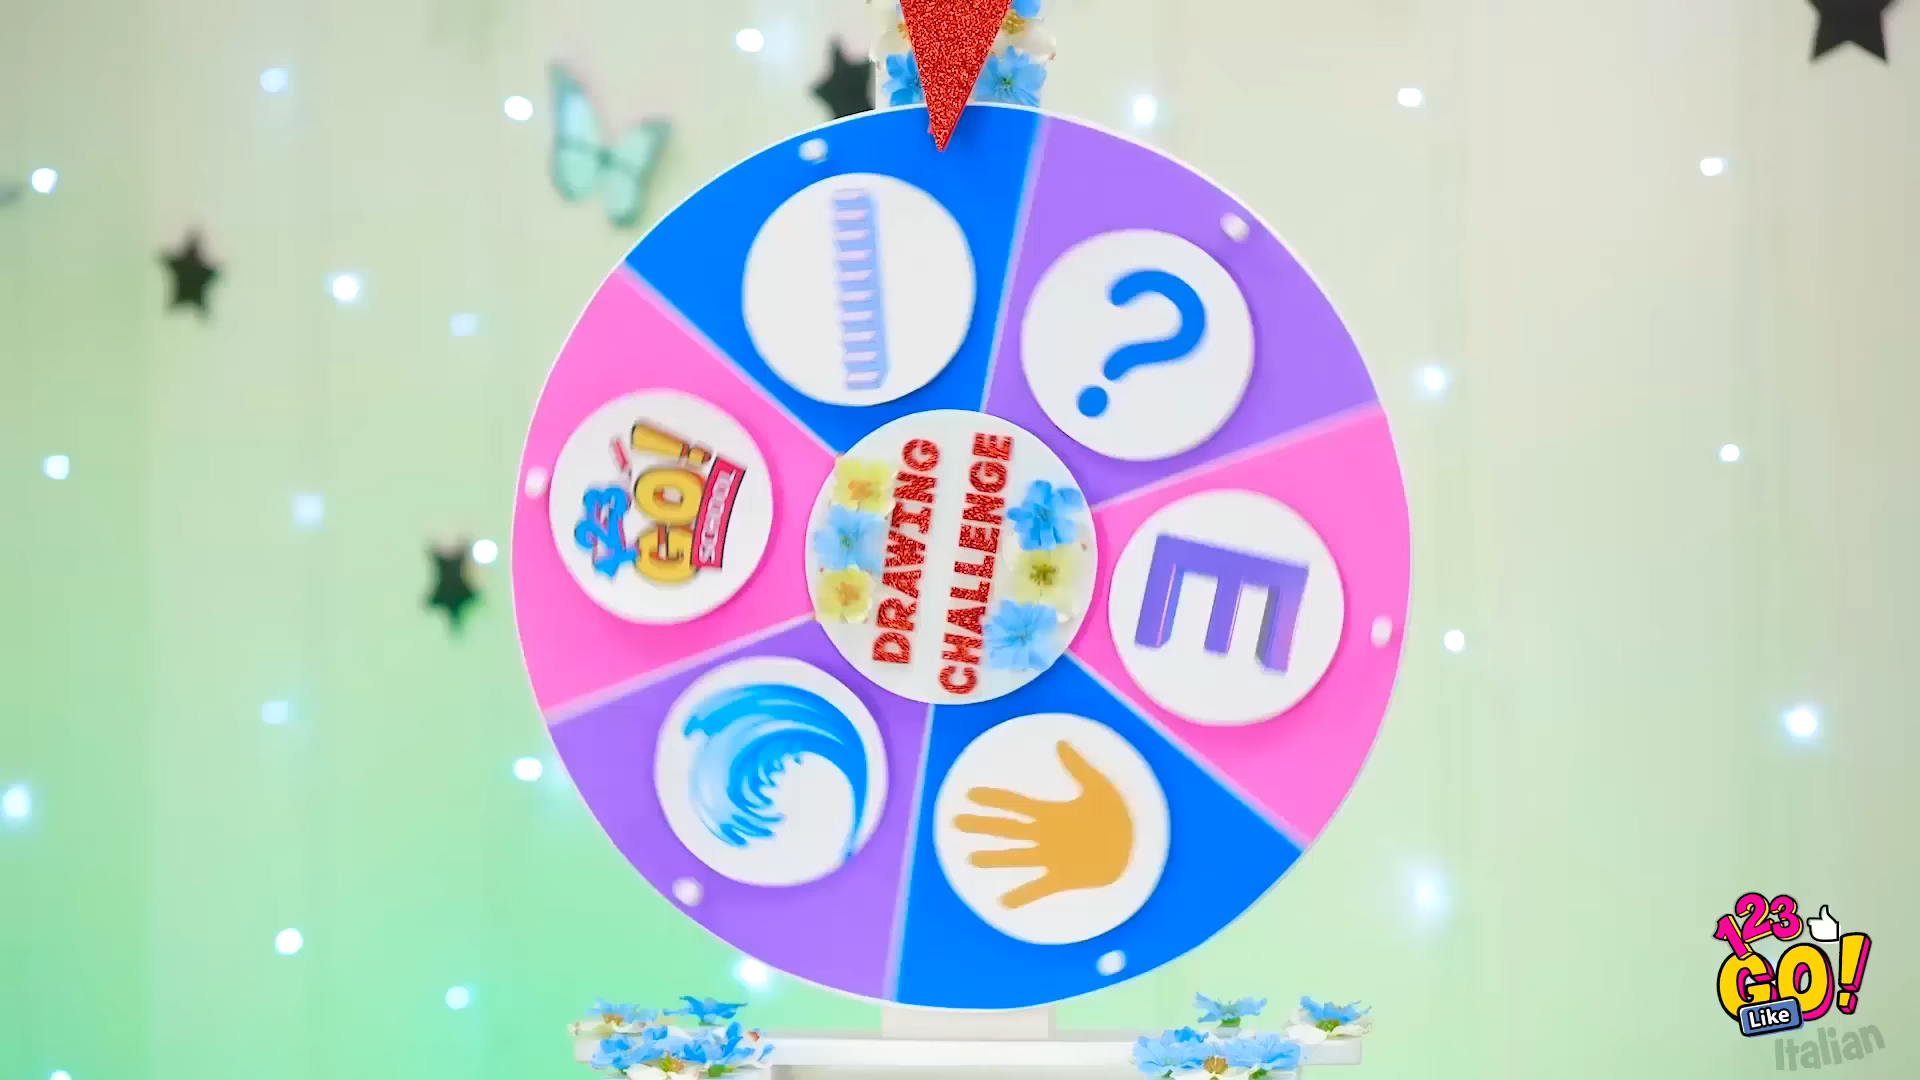 ?
123
GO!
SCHOOL
DRAWING
CHALLENGE
E
123
GO!
Like
Italian